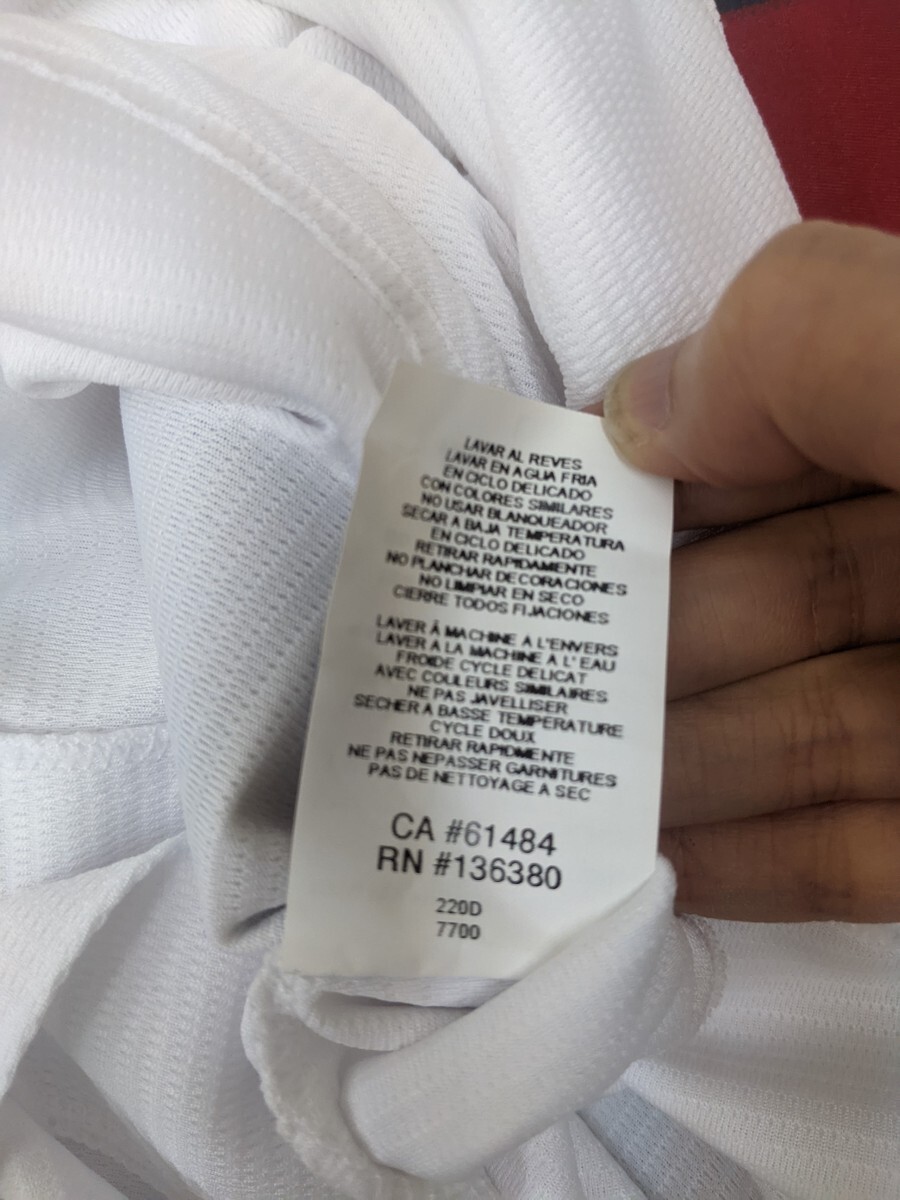 LAVAR AL REVES
LAVAR EN AGUA FRIA
EN CICLO DELICADO
CON COLORES SIMILARES
NO USAR BLANQUEADOR
SECAR A BAJA TEMPERATURA
EN CICLO DELICADO
RETIRAR RAPIDAMENTE
NO PLANCHAR DECORACIONES
NO LIMPIAR EN SECO
CIERRE TODOS FIJACIONES
LAVER Â MACHINE A L'ENVERS
LAVER À LA MACHINE A L' EAU
FROIDE CYCLE DELICAT
AVEC COULEURS SIMILAIRES
NE PAS JAVELLISER
SECHER A BASSE TEMPERATURE
CYCLE DOUX
RETIRAR RAPIDMENTE
NE PAS NEPASSER GARNITURES
PAS DE NETTOYAGE A SEC
CA #61484
RN #136380
220D
7700